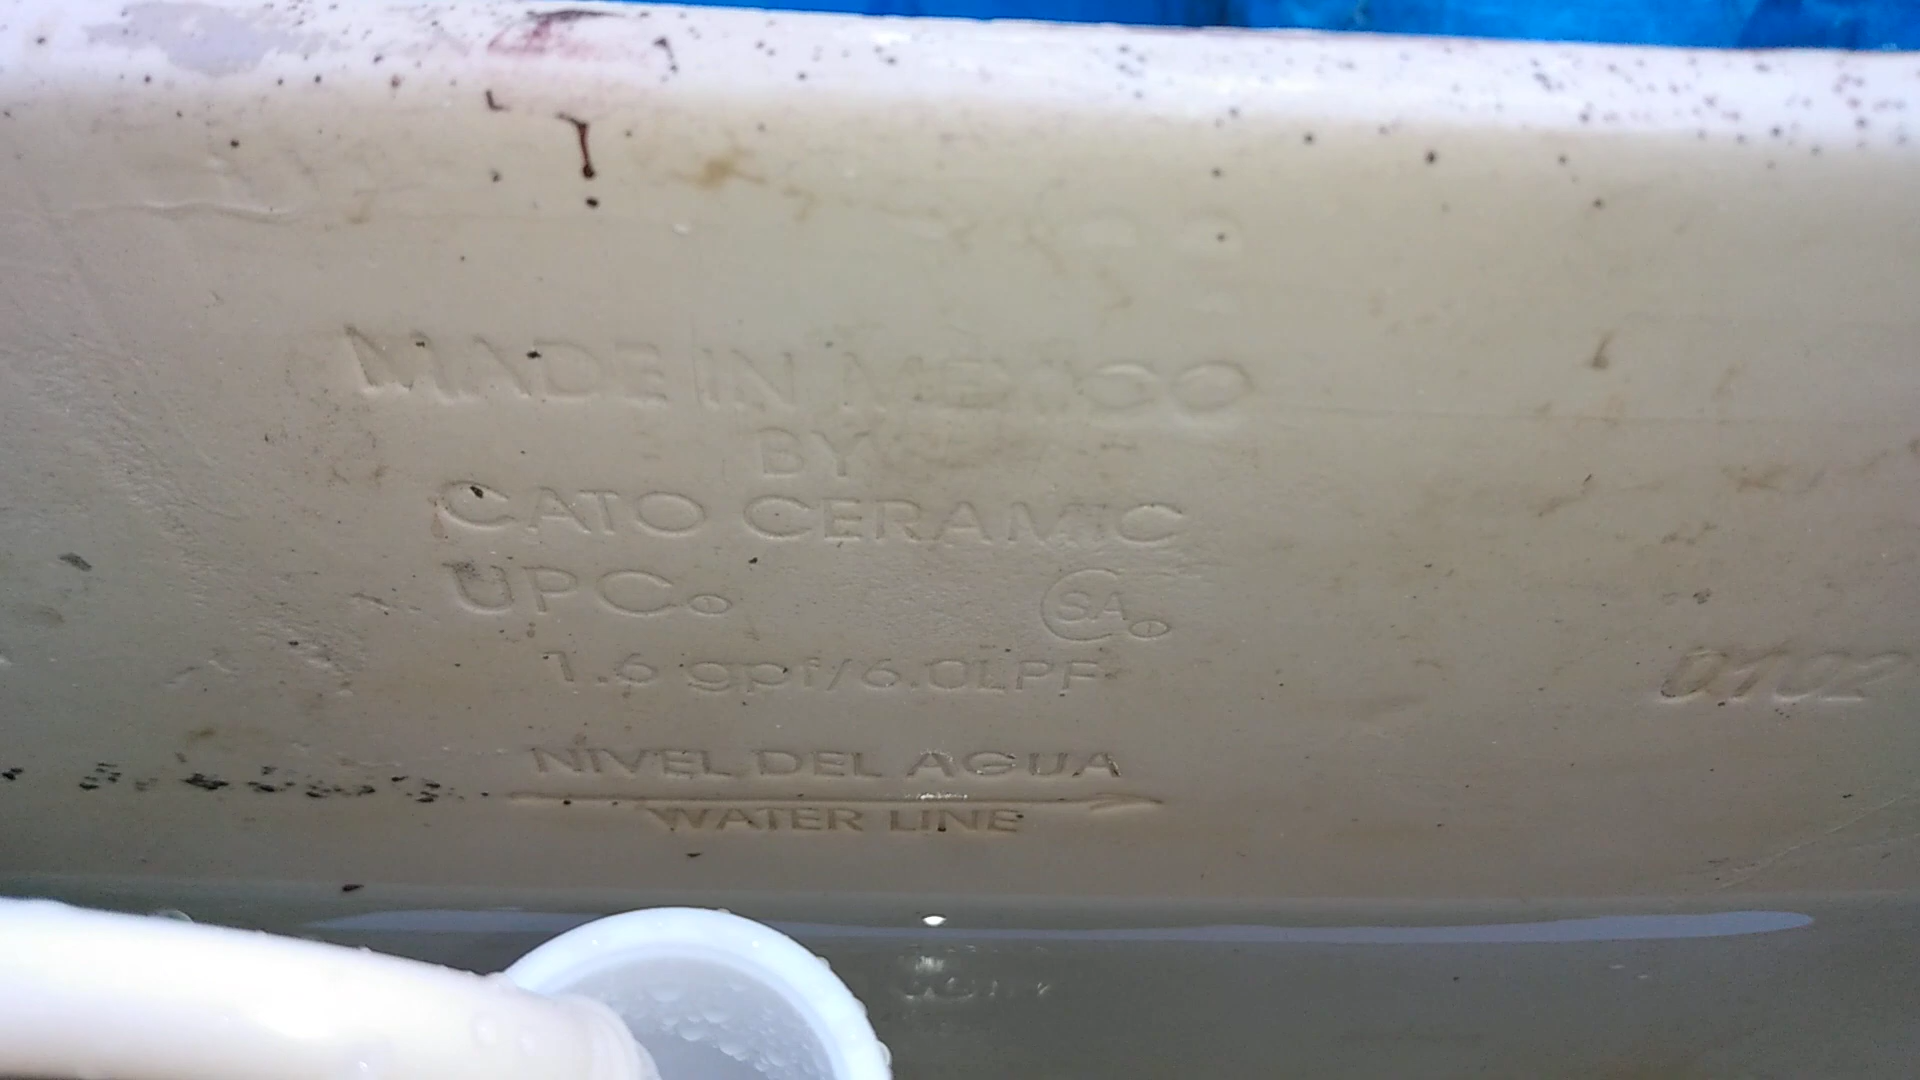 MADE IN MEXICO
BY
CATO CERAMIC
UPC® CSA®
1.6 gpf/6.0LPF
0102
NIVEL DEL AGUA
WATER LINE